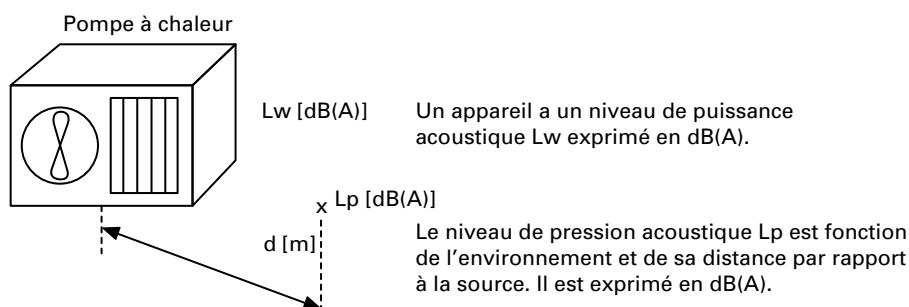 Pompe à chaleur
Lw [dB(A)]
Un appareil a un niveau de puissance
acoustique Lw exprimé en dB(A).
x Lp [dB(A)]
d [m]
Le niveau de pression acoustique Lp est fonction
de l'environnement et de sa distance par rapport
à la source. Il est exprimé en dB(A).